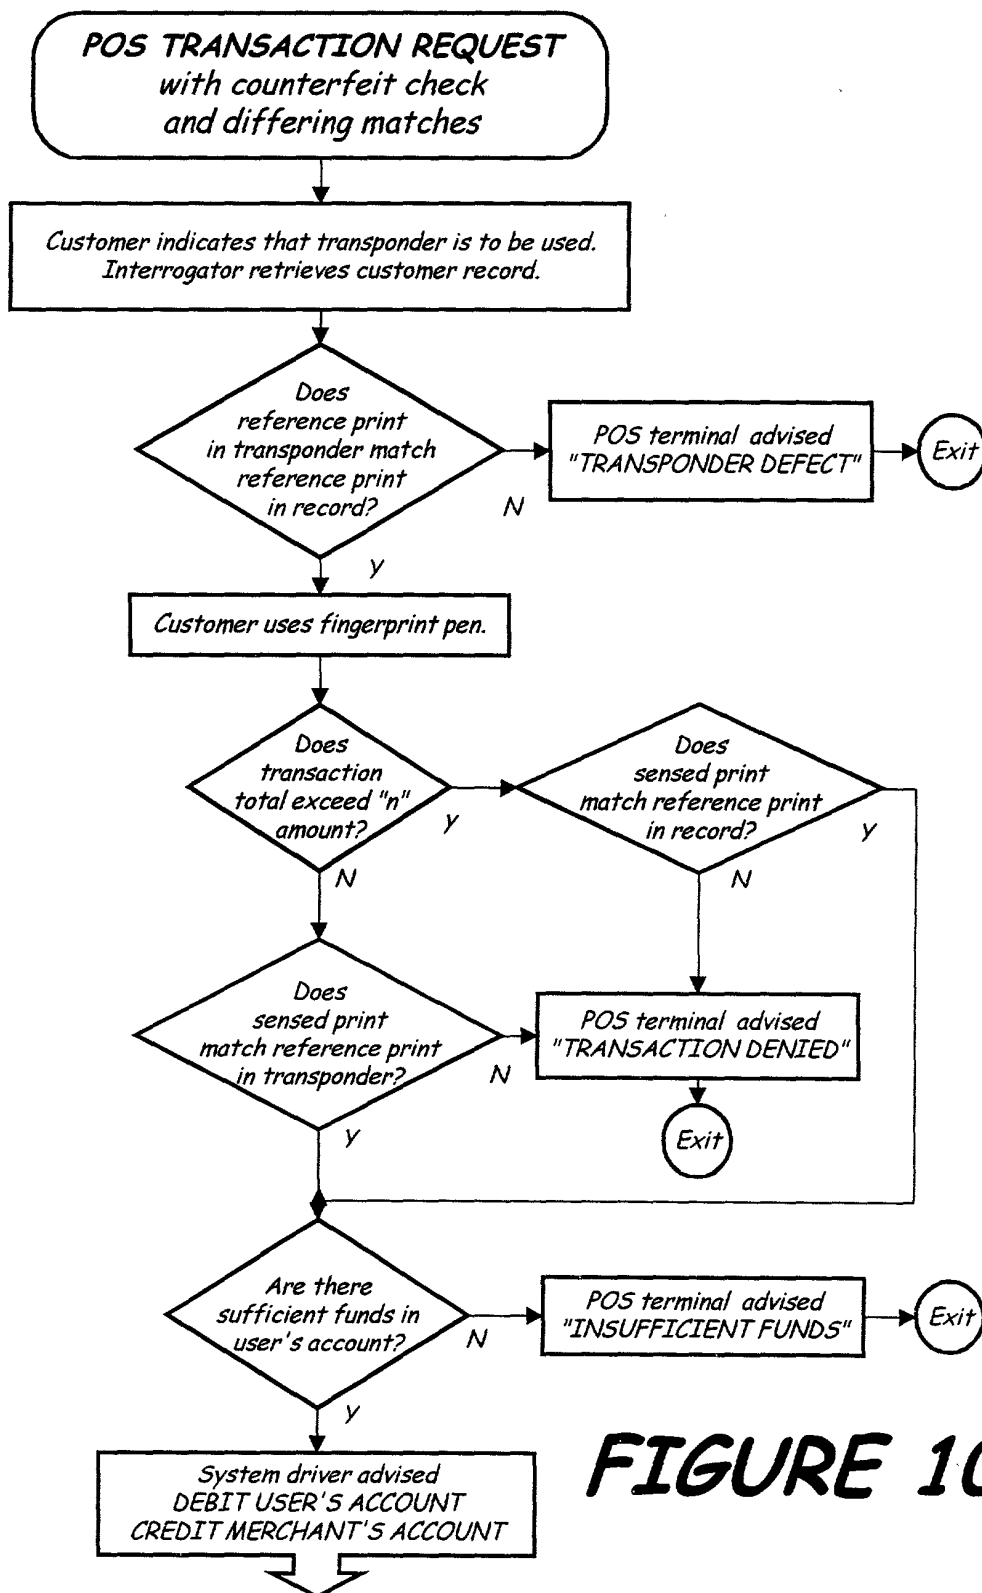 POS TRANSACTION REQUEST
with counterfeit check
and differing matches
Customer indicates that transponder is to be used.
Interrogator retrieves customer record.
Does
reference print
in transponder match
reference print
in record?
N
POS terminal advised
"TRANSPONDER DEFECT"
Exit
Y
Customer uses fingerprint pen.
Does
transaction
total exceed "n"
amount?
Y
N
Does
sensed print
match reference print
in record?
Y
N
Does
sensed print
match reference print
in transponder?
N
Y
POS terminal advised
"TRANSACTION DENIED"
Exit
Are there
sufficient funds in
user's account?
N
Y
POS terminal advised
"INSUFFICIENT FUNDS"
Exit
System driver advised
DEBIT USER'S ACCOUNT
CREDIT MERCHANT'S ACCOUNT
FIGURE 10